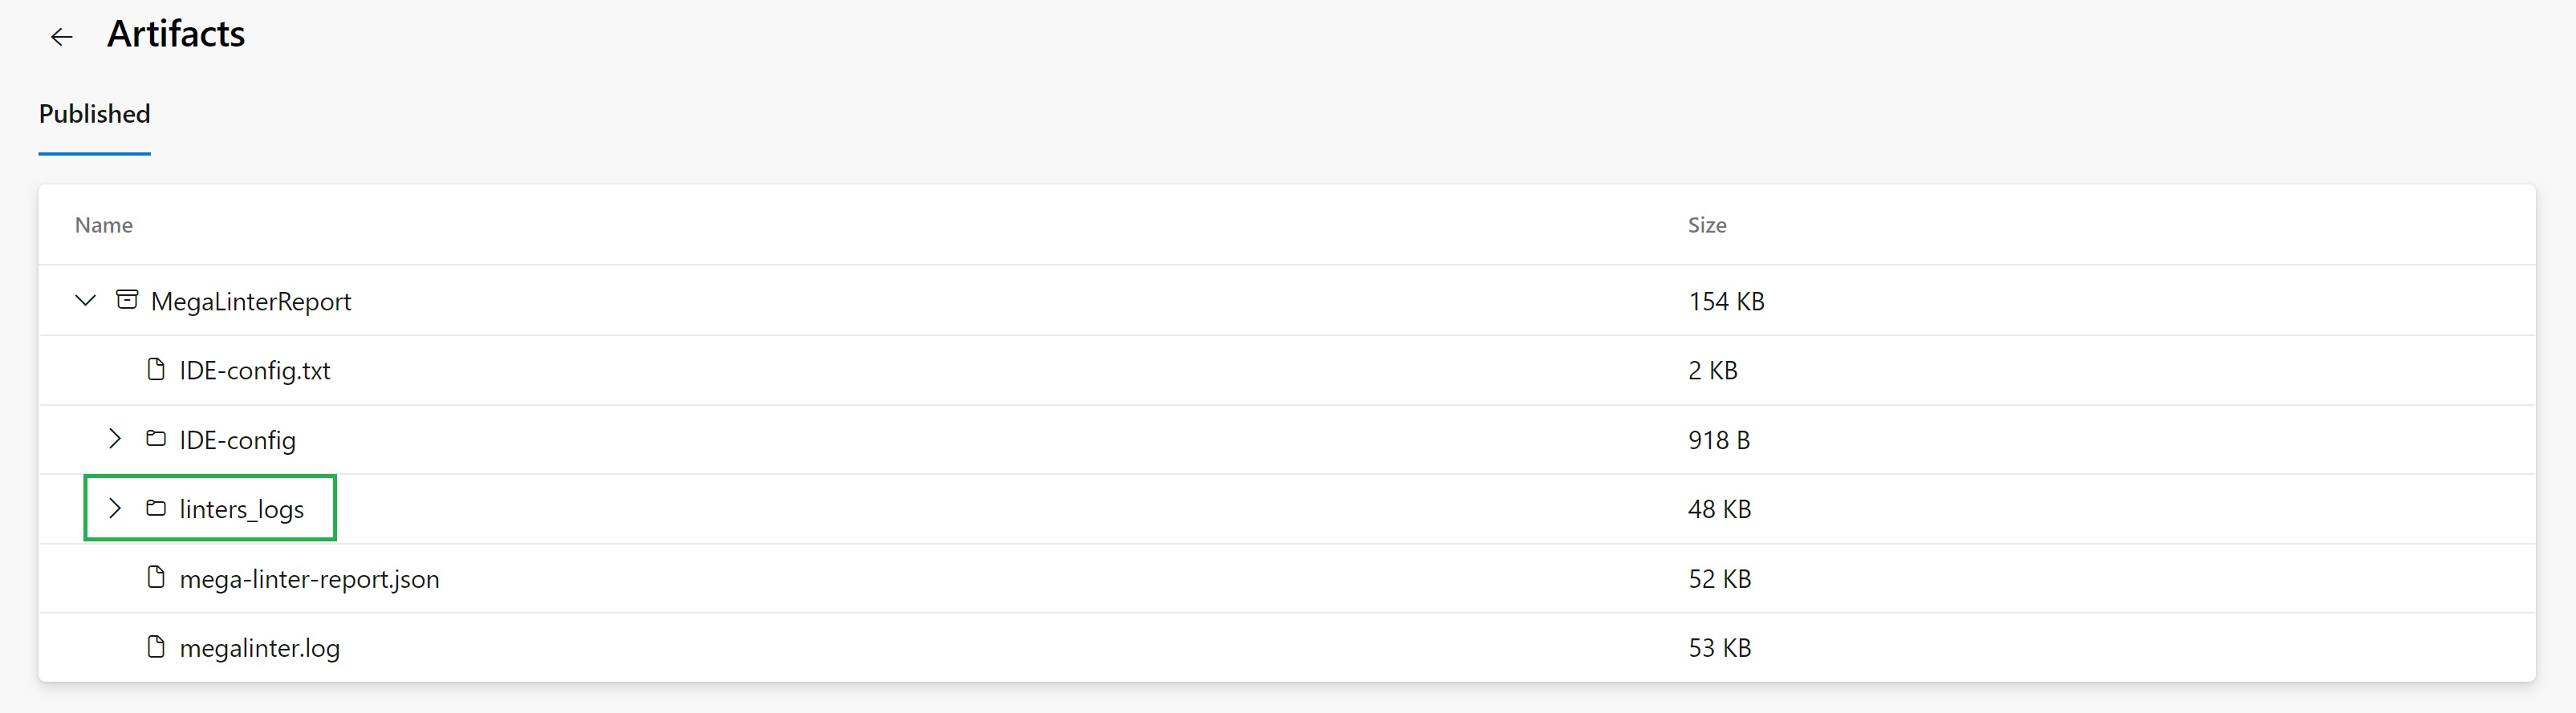 Artifacts
Published
Name Size
MegaLinterReport 154 KB
IDE-config.txt 2 KB
IDE-config 918 B
linters_logs 48 KB
mega-linter-report.json 52 KB
megalinter.log 53 KB